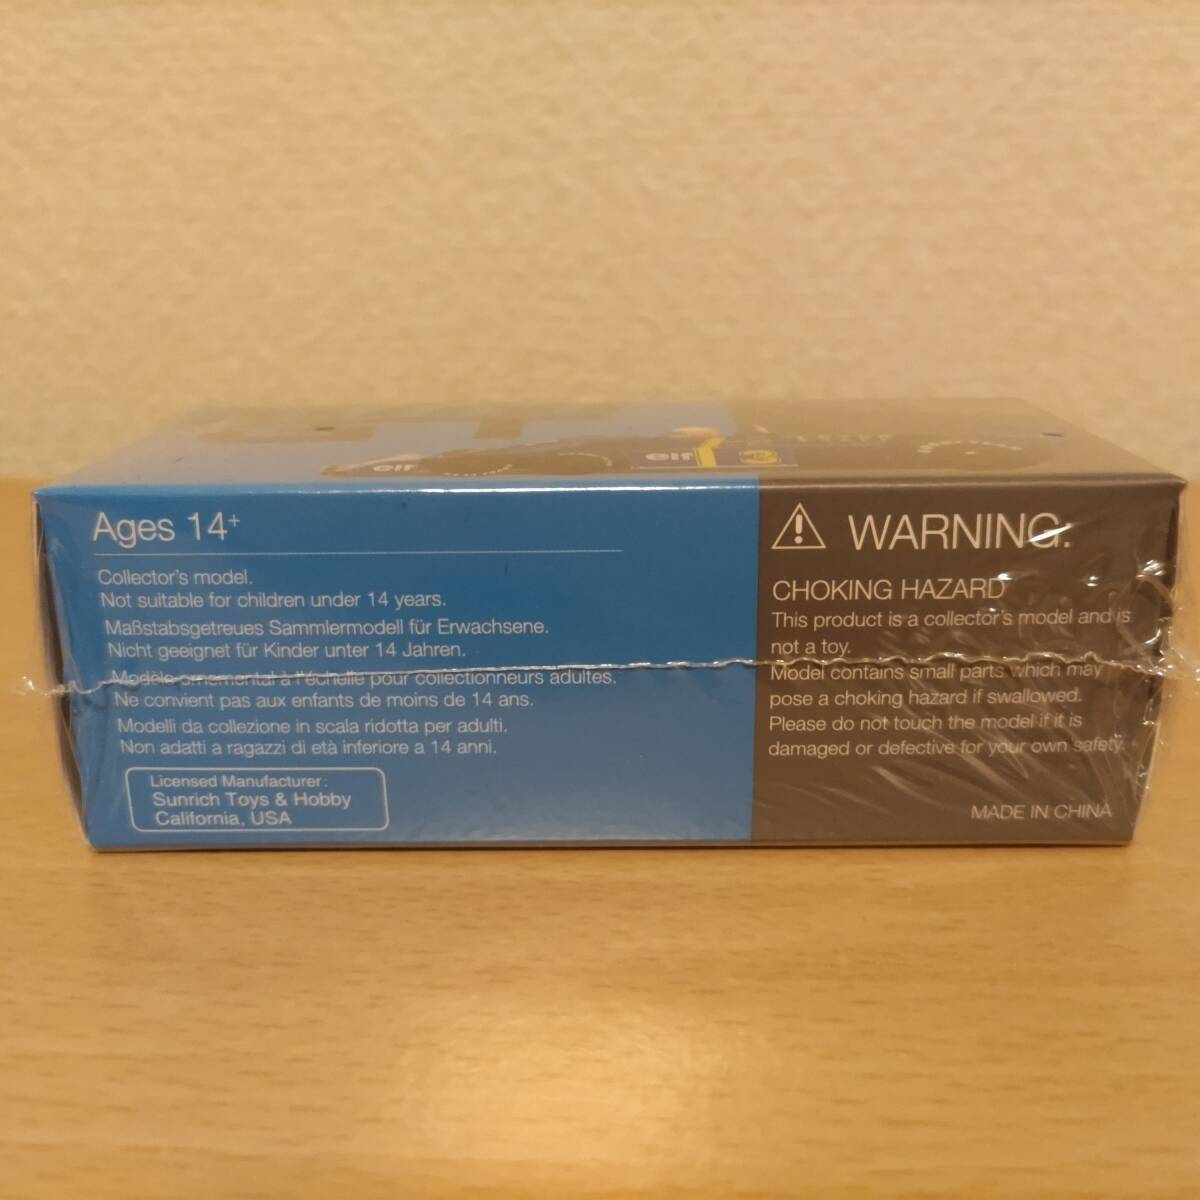 elf
elf
Ages 14+
Collector's model.
Not suitable for children under 14 years.
Maßstabsgetreues Sammlermodell für Erwachsene.
Nicht geeignet für Kinder unter 14 Jahren.
Modèle ornemental à l'échelle pour collectionneurs adultes.
Ne convient pas aux enfants de moins de 14 ans.
Modelli da collezione in scala ridotta per adulti.
Non adatti a ragazzi di età inferiore a 14 anni.
Licensed Manufacturer:
Sunrich Toys & Hobby
California, USA
WARNING:
CHOKING HAZARD
This product is a collector's model and is
not a toy.
Model contains small parts which may
pose a choking hazard if swallowed.
Please do not touch the model if it is
damaged or defective for your own safety.
MADE IN CHINA